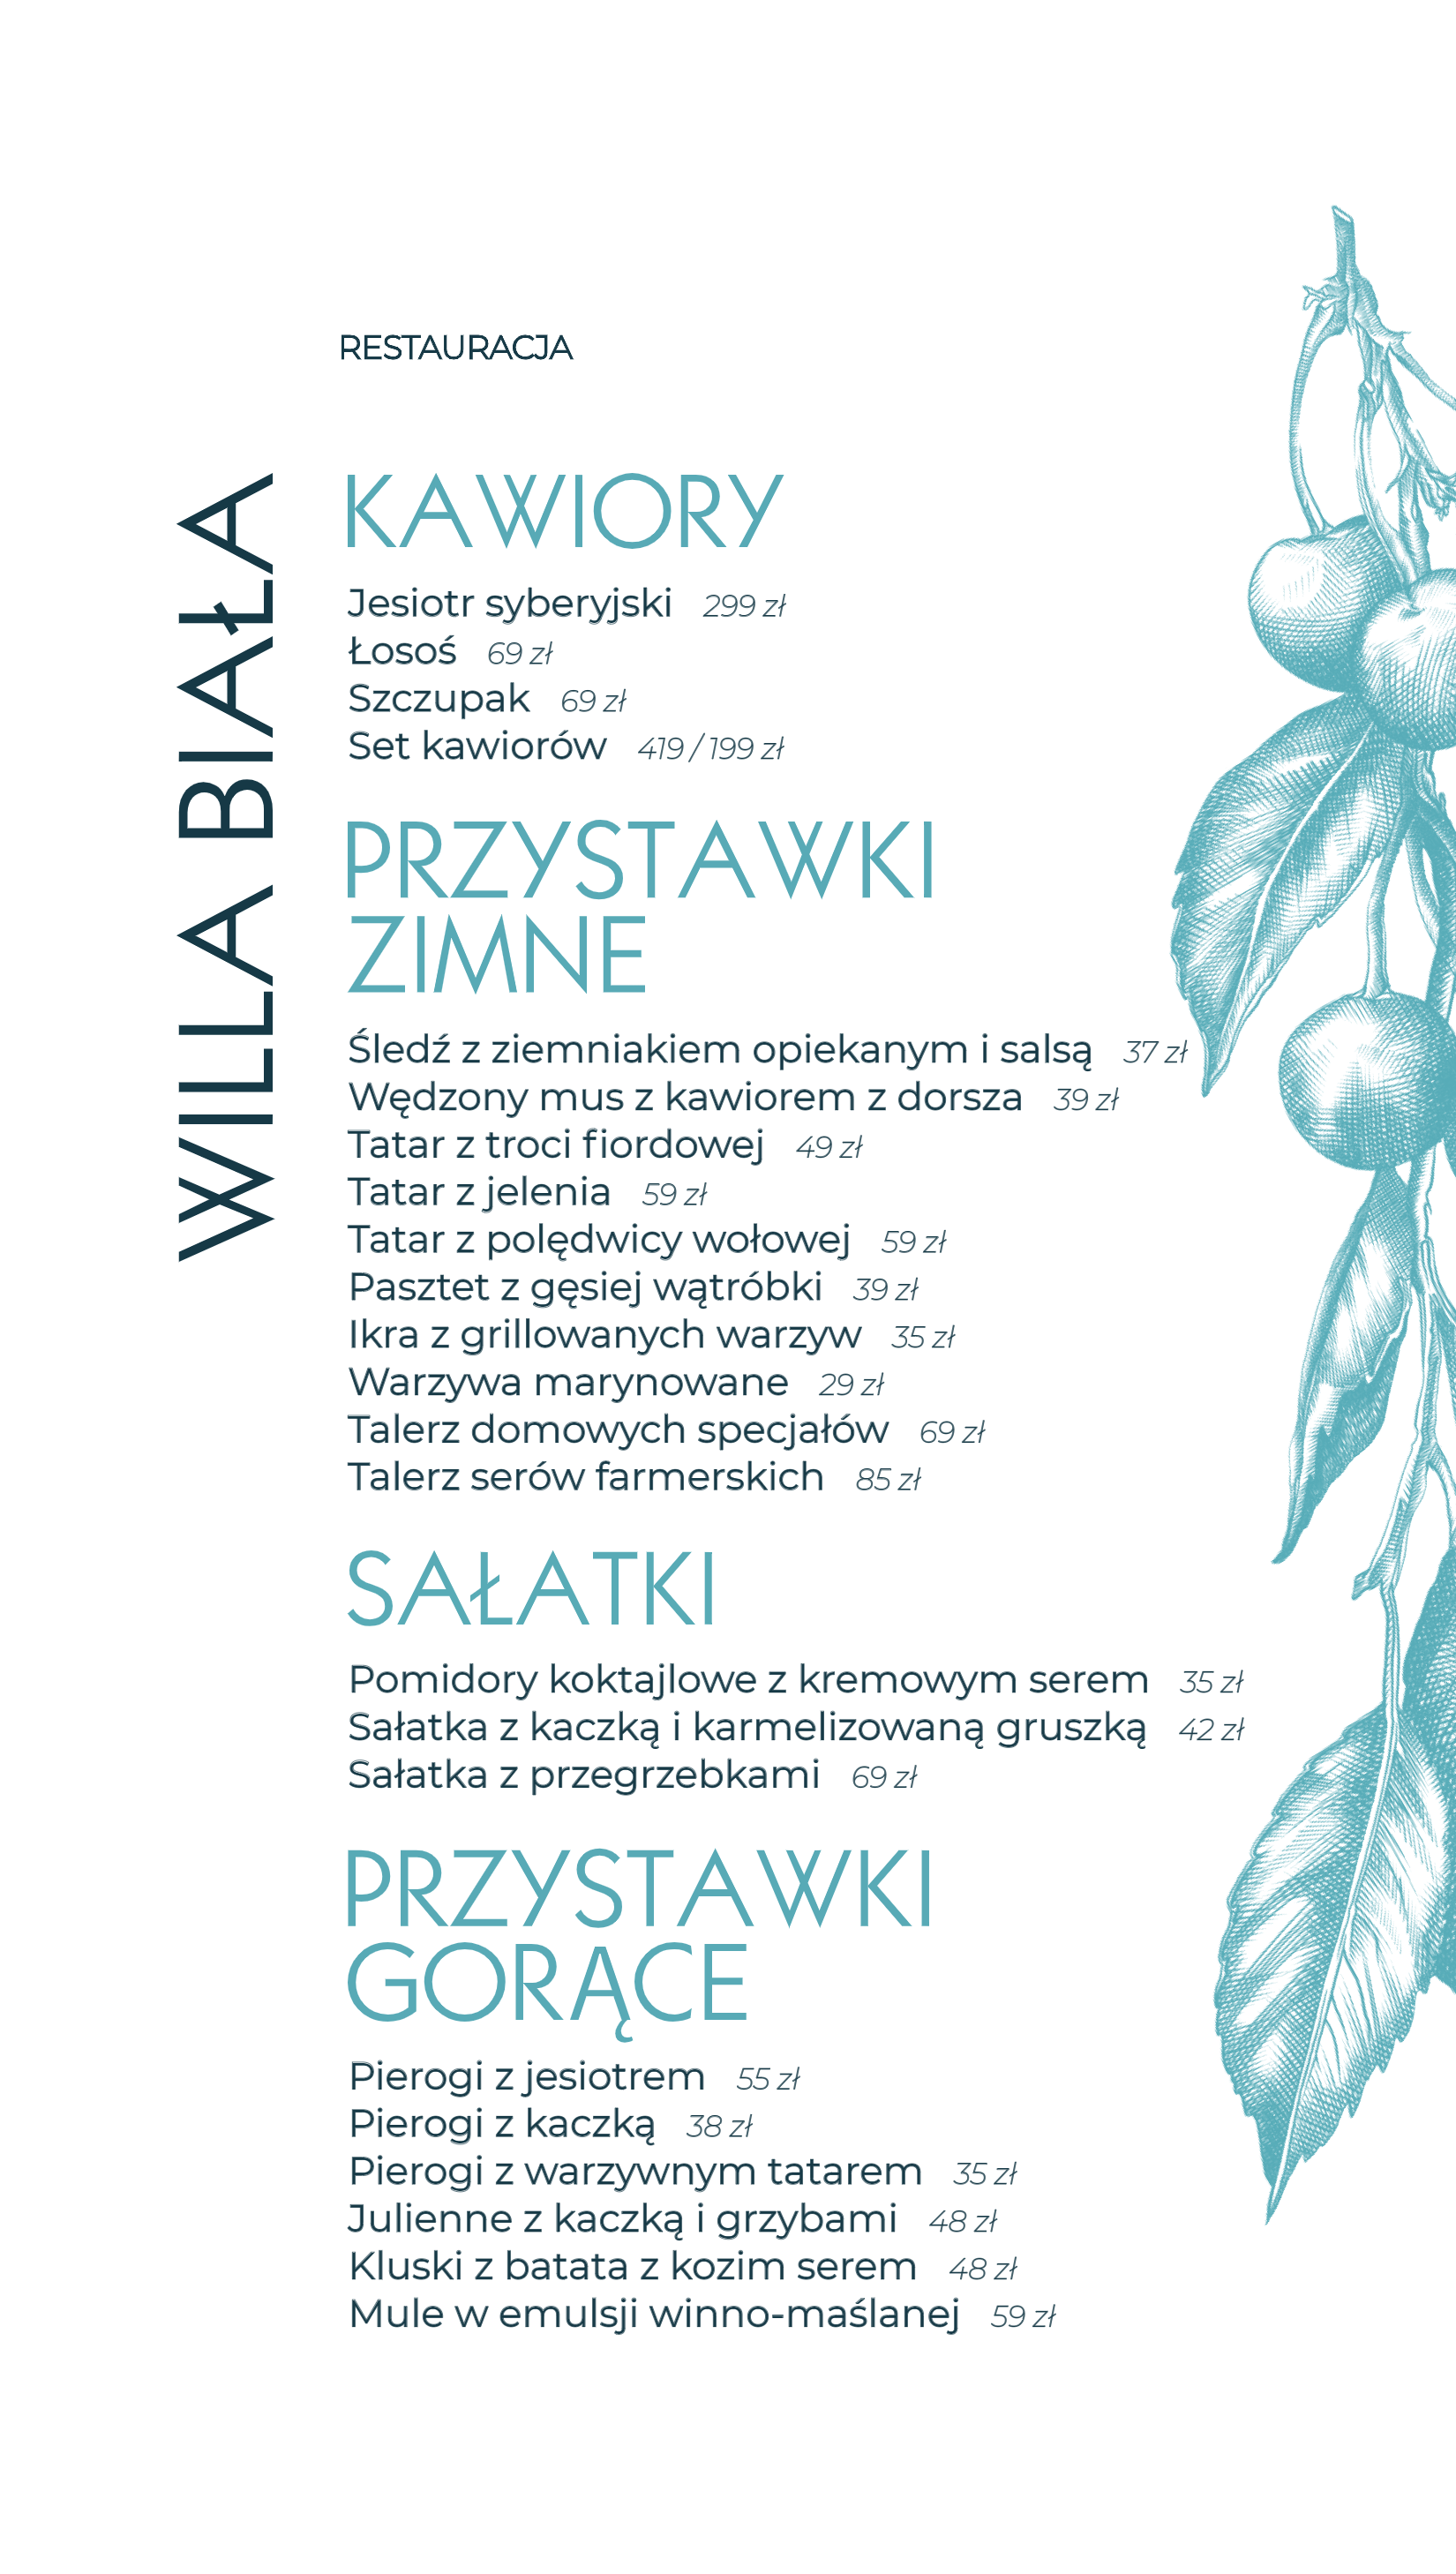 RESTAURACJA
WILLA BIAŁA
KAWIORY
Jesiotr syberyjski 299 zł
Łosoś 69 zł
Szczupak 69 zł
Set kawiorów 419 / 199 zł
PRZYSTAWKI
ZIMNE
Śledź z ziemniakiem opiekanym i salsą 37 zł
Wędzony mus z kawiorem z dorsza 39 zł
Tatar z troci fiordowej 49 zł
Tatar z jelenia 59 zł
Tatar z polędwicy wołowej 59 zł
Pasztet z gęsiej wątróbki 39 zł
Ikra z grillowanych warzyw 35 zł
Warzywa marynowane 29 zł
Talerz domowych specjałów 69 zł
Talerz serów farmerskich 85 zł
SAŁATKI
Pomidory koktajlowe z kremowym serem 35 zł
Sałatka z kaczką i karmelizowaną gruszką 42 zł
Sałatka z przegrzebkami 69 zł
PRZYSTAWKI
GORĄCE
Pierogi z jesiotrem 55 zł
Pierogi z kaczką 38 zł
Pierogi z warzywnym tatarem 35 zł
Julienne z kaczką i grzybami 48 zł
Kluski z batata z kozim serem 48 zł
Mule w emulsji winno-maślanej 59 zł